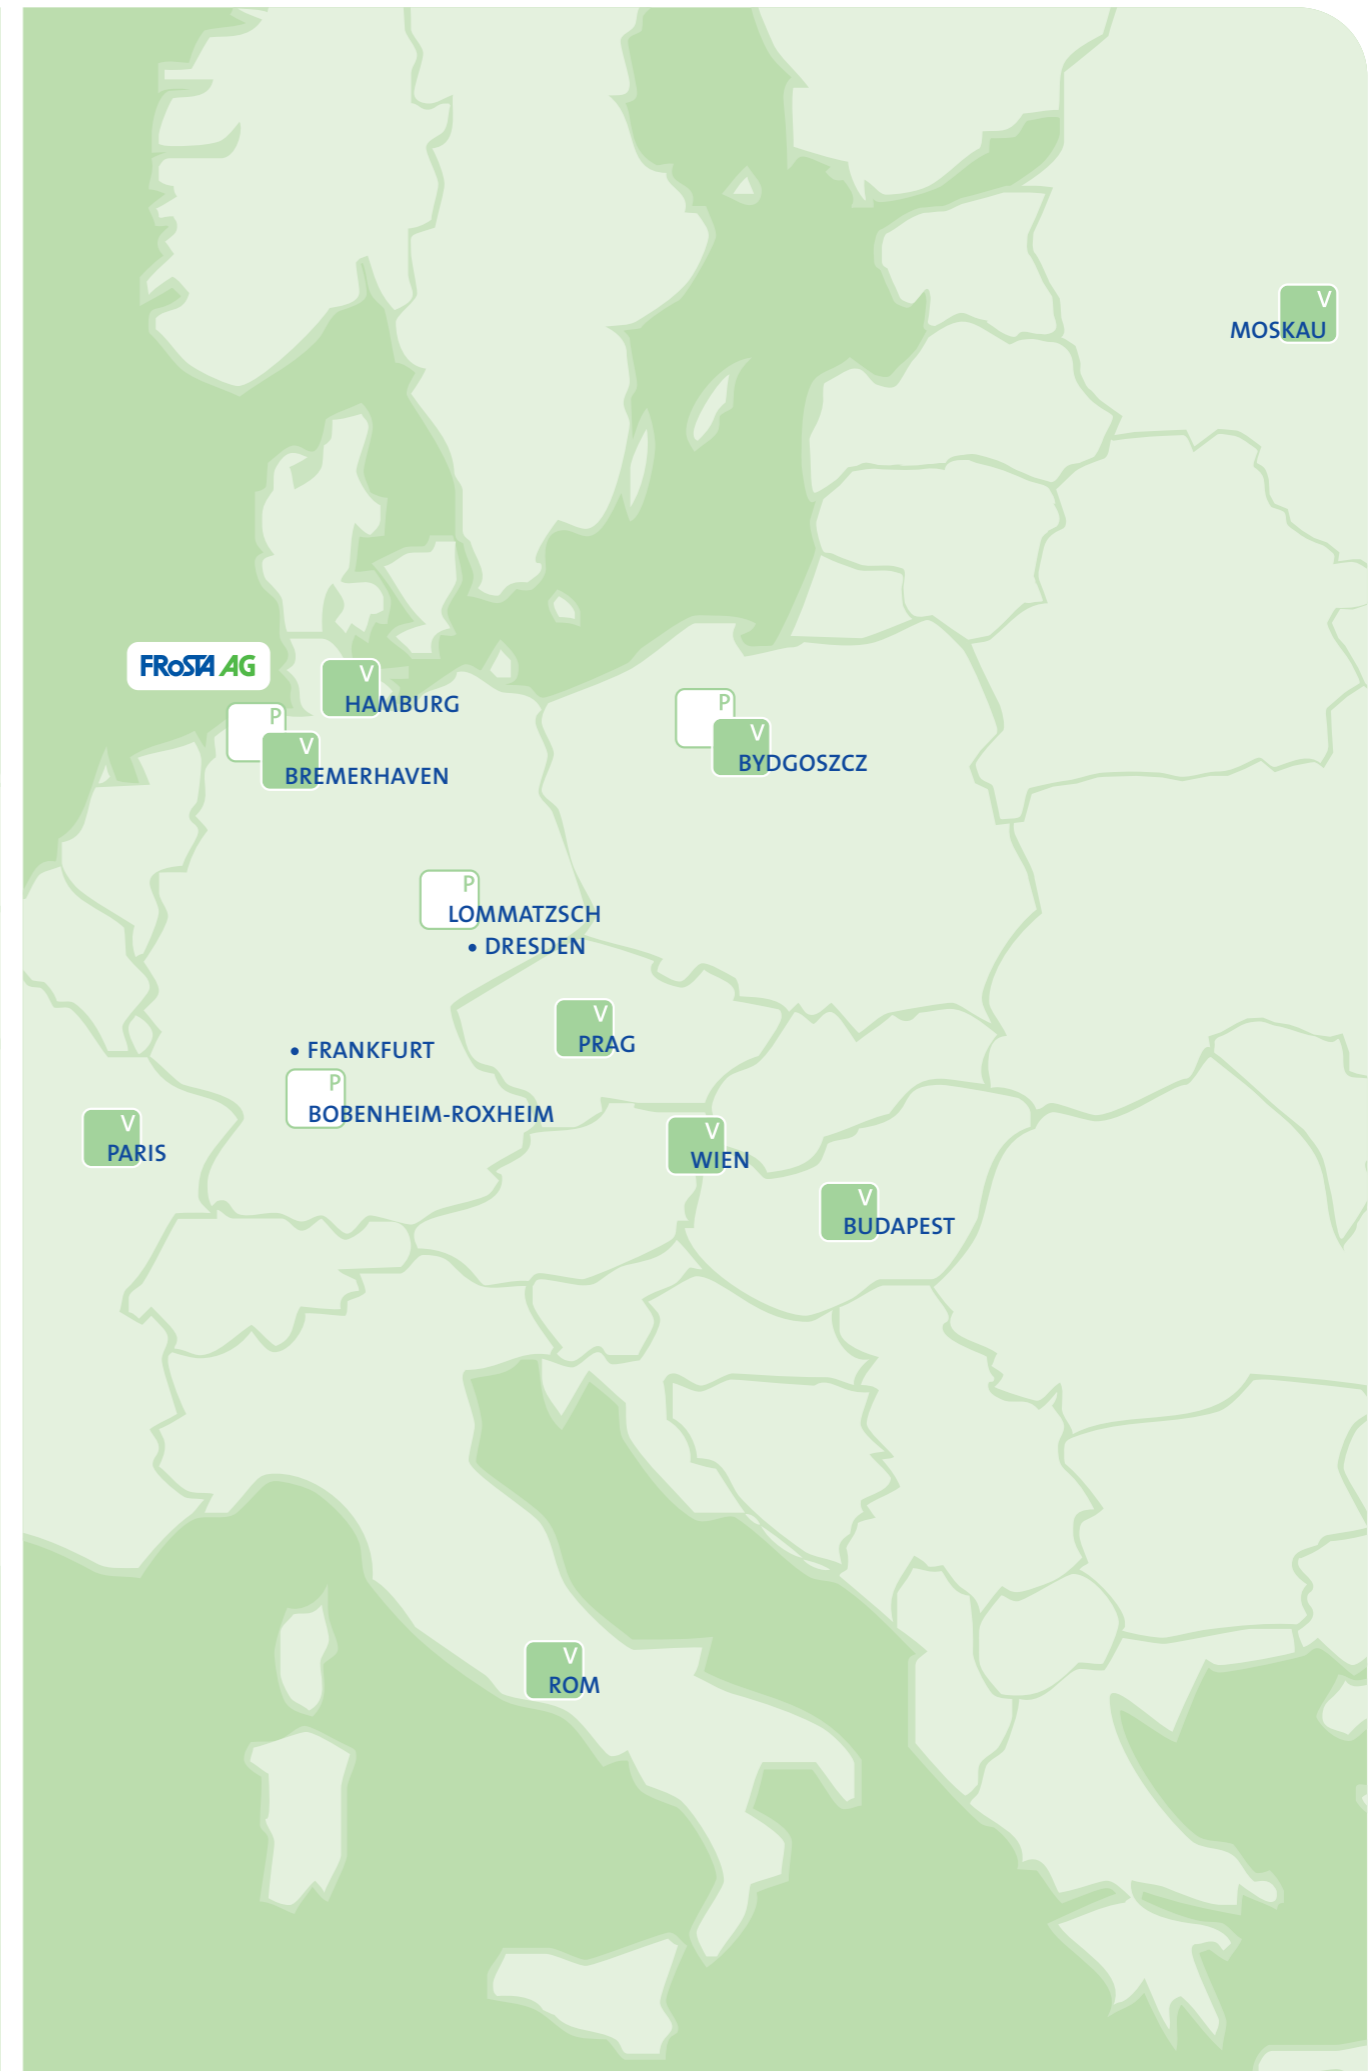 V
MOSKAU
FRoSTA AG
V
HAMBURG
P
V
BREMERHAVEN
P
V
BYDGOSZCZ
P
LOMMATZSCH
• DRESDEN
V
PRAG
• FRANKFURT
P
BOBENHEIM-ROXHEIM
V
PARIS
V
WIEN
V
BUDAPEST
V
ROM